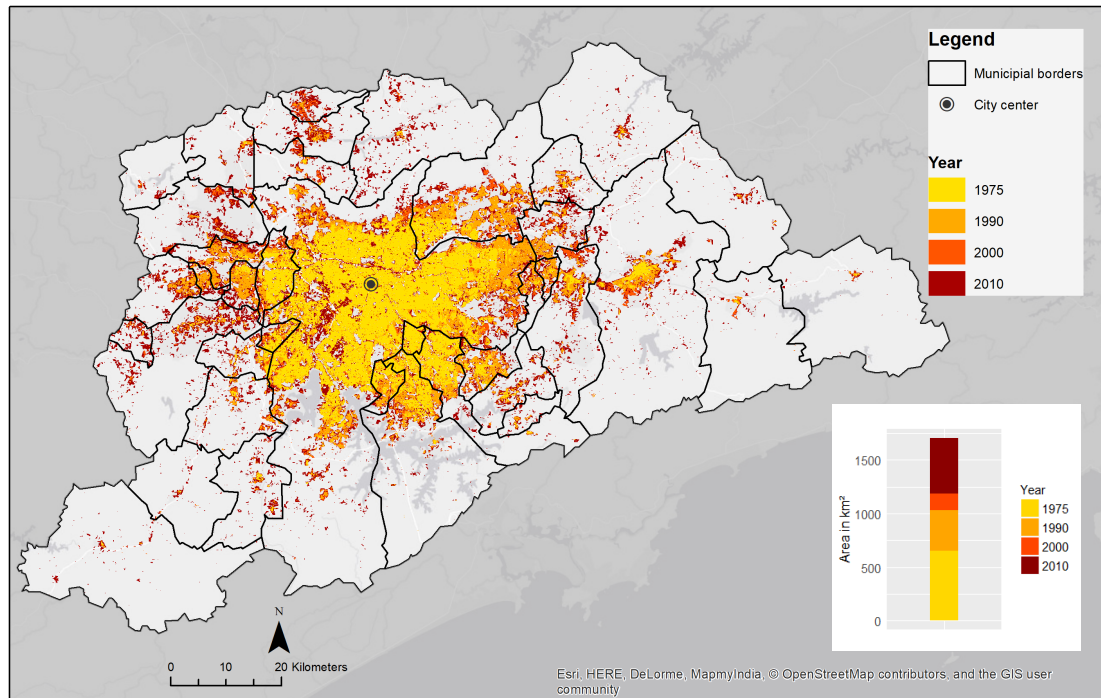 Legend
Municipial borders
City center
Year
1975
1990
2000
2010
1500
1000
500
0
Area in km²
Year
1975
1990
2000
2010
N
0 10 20 Kilometers
Esri, HERE, DeLorme, MapmyIndia, © OpenStreetMap contributors, and the GIS user
community